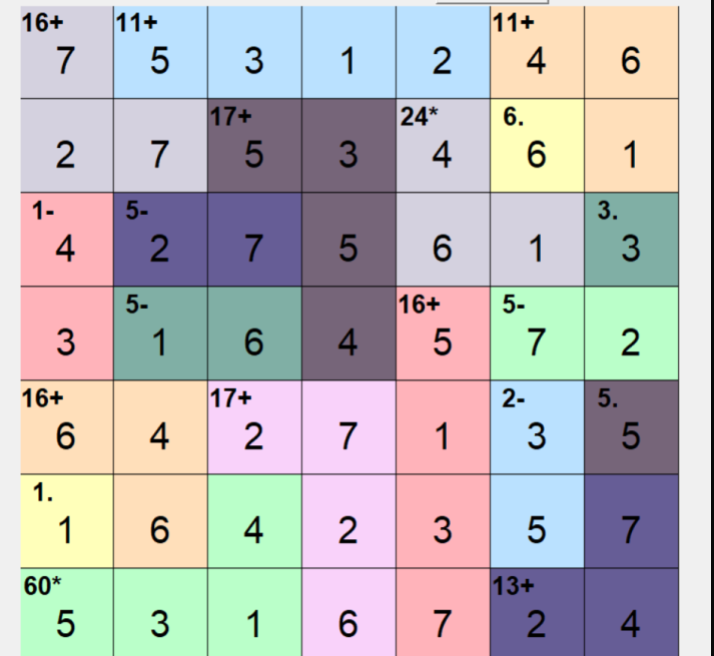 16+ 11+ 11+
7 5 3 1 2 4 6
17+ 24* 6.
2 7 5 3 4 6 1
1- 5- 3.
4 2 7 5 6 1 3
5- 16+ 5-
3 1 6 4 5 7 2
16+ 17+ 2- 5.
6 4 2 7 1 3 5
1.
1 6 4 2 3 5 7
60* 13+
5 3 1 6 7 2 4